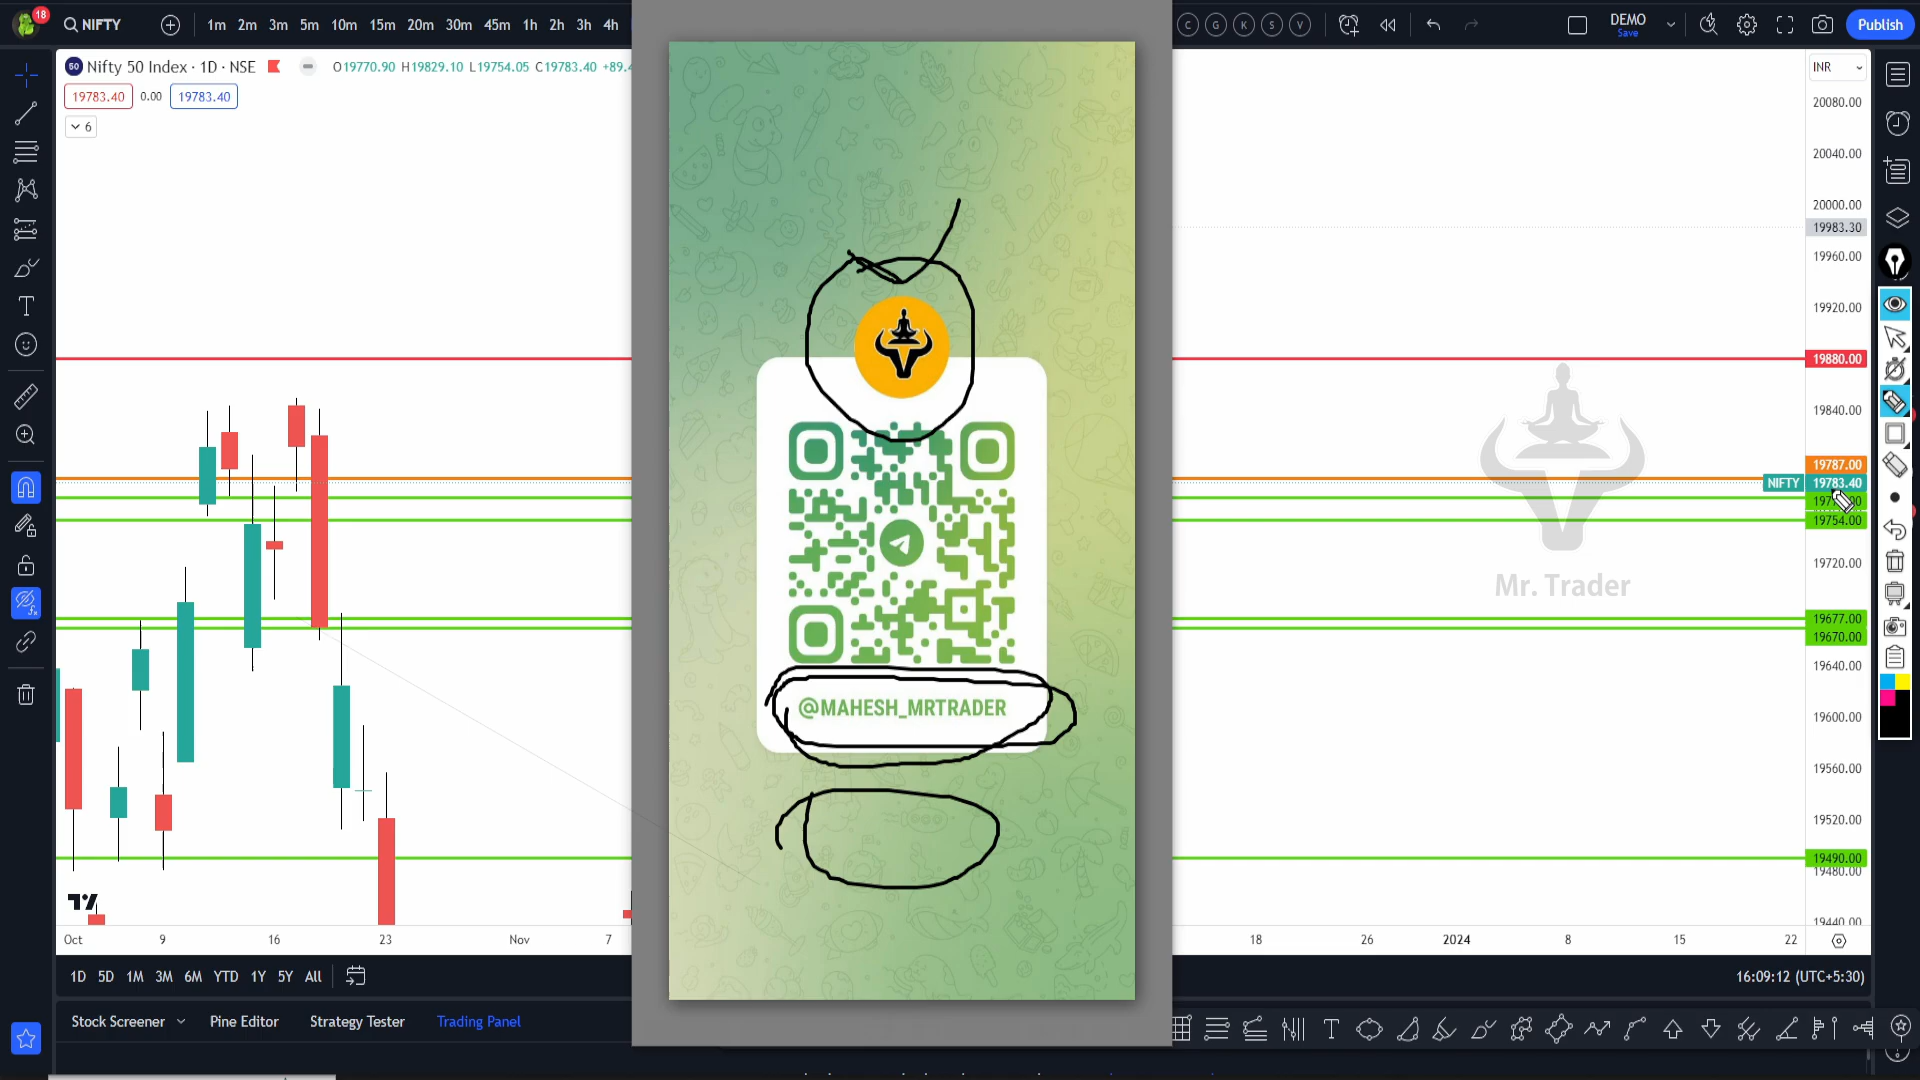 18
NIFTY
1m 2m 3m 5m 10m 15m 20m 30m 45m 1h 2h 3h 4h
C G K S V
DEMO
Save
Publish
50 Nifty 50 Index · 1D · NSE
O19770.90 H19829.10 L19754.05 C19783.40
19783.40 0.00 19783.40
6
INR
20080.00
20040.00
20000.00
19983.30
19960.00
19920.00
19880.00
19840.00
19787.00
NIFTY 19783.40
19754.00
19720.00
19677.00
19670.00
19640.00
19600.00
19560.00
19520.00
19490.00
19480.00
19440.00
Mr. Trader
@MAHESH_MRTRADER
Oct 9 16 23 Nov 7 18 26 2024 8 15 22
1D 5D 1M 3M 6M YTD 1Y 5Y All
16:09:12 (UTC+5:30)
Stock Screener Pine Editor Strategy Tester Trading Panel